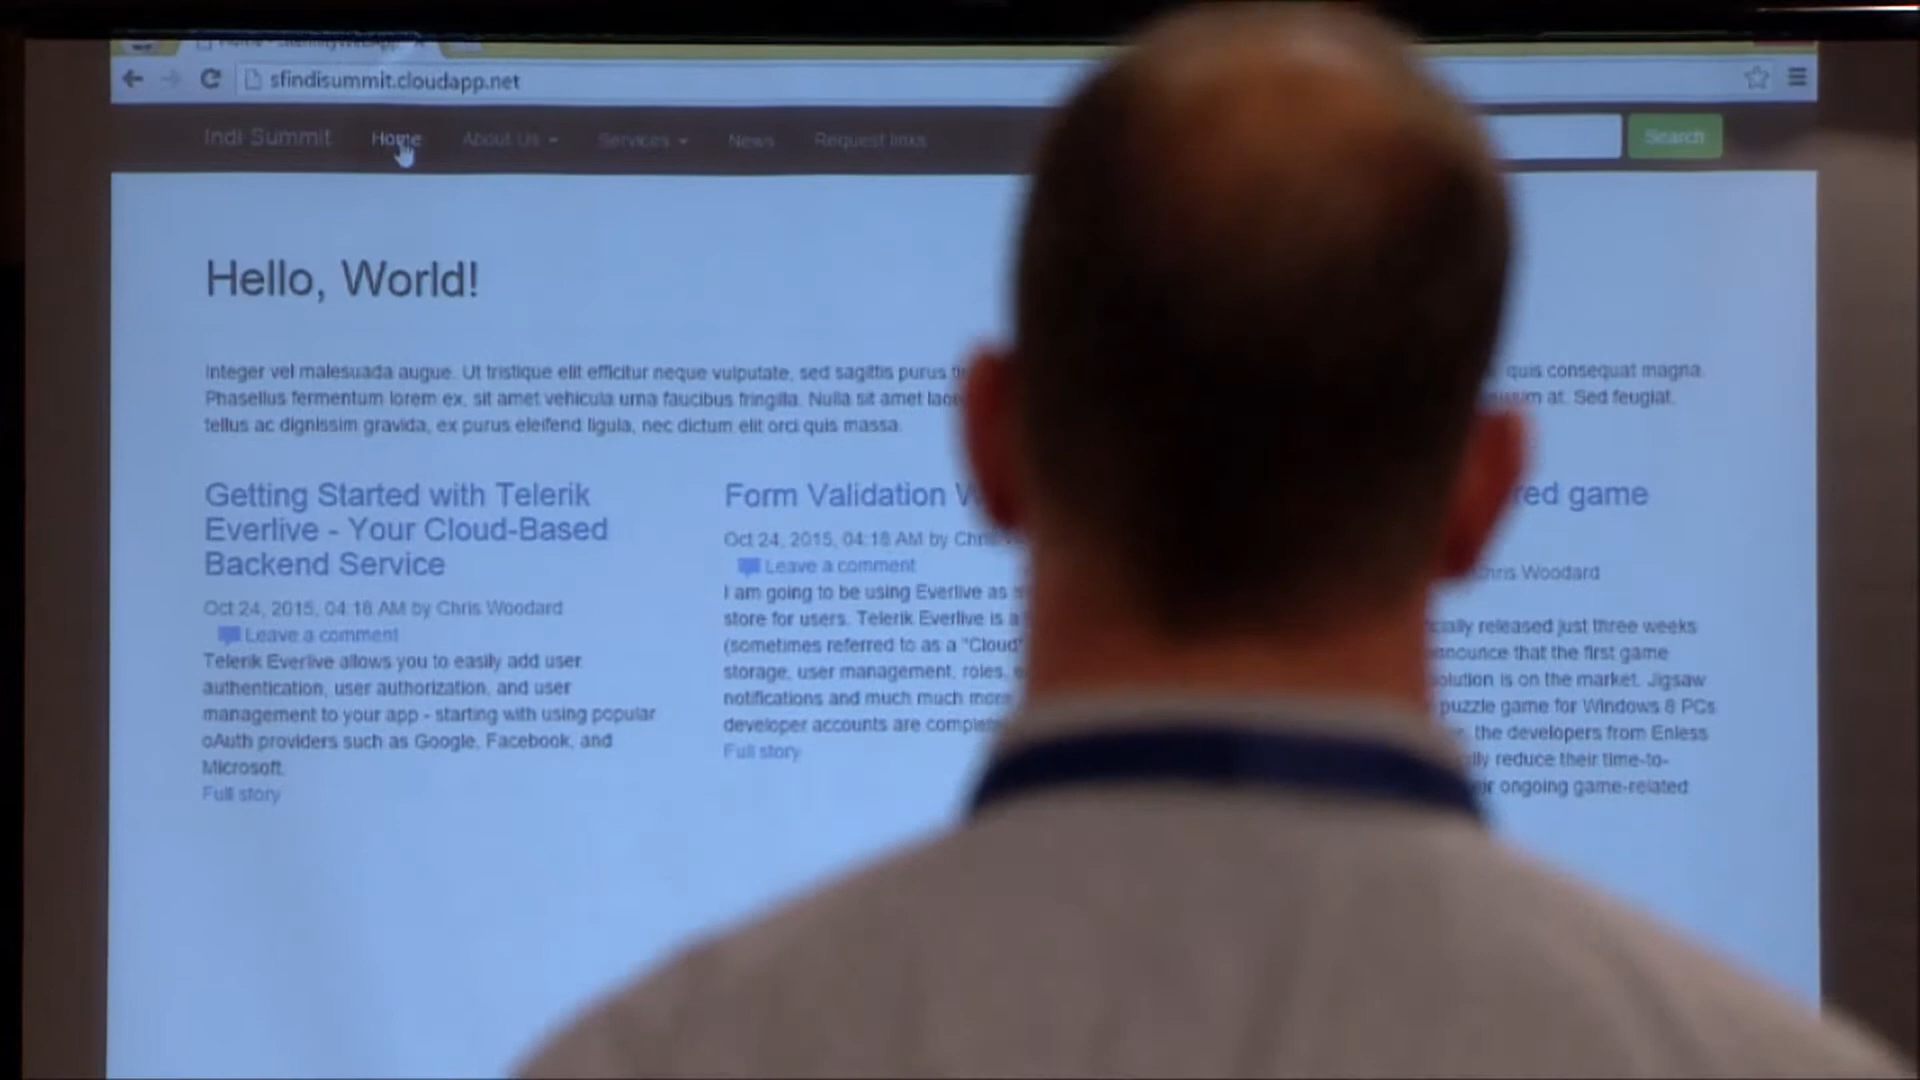 sfindisummit.cloudapp.net
Indi Summit Home About Us Services News Request links Search
Hello, World!
Integer vel malesuada augue. Ut tristique elit efficitur neque vulputate, sed sagittis purus quis consequat magna.
Phasellus fermentum lorem ex, sit amet vehicula urna faucibus fringilla. Nulla sit amet at. Sed feugiat,
tellus ac dignissim gravida, ex purus eleifend ligula, nec dictum elit orci quis massa.
Getting Started with Telerik
Everlive - Your Cloud-Based
Backend Service
Oct 24, 2015, 04:18 AM by Chris Woodard
Leave a comment
Telerik Everlive allows you to easily add user
authentication, user authorization, and user
management to your app - starting with using popular
oAuth providers such as Google, Facebook, and
Microsoft.
Full story
Form Validation
Oct 24, 2015, 04:18 AM by
Leave a comment
I am going to be using Everlive as
store for users. Telerik Everlive is a
(sometimes referred to as a "Cloud"
storage, user management, roles,
notifications and much much more.
developer accounts are
Full story
game
Woodard
released just three weeks
that the first game
is on the market. Jigsaw
puzzle game for Windows 8 PCs
the developers from Enless
reduce their time-to-
ongoing game-related